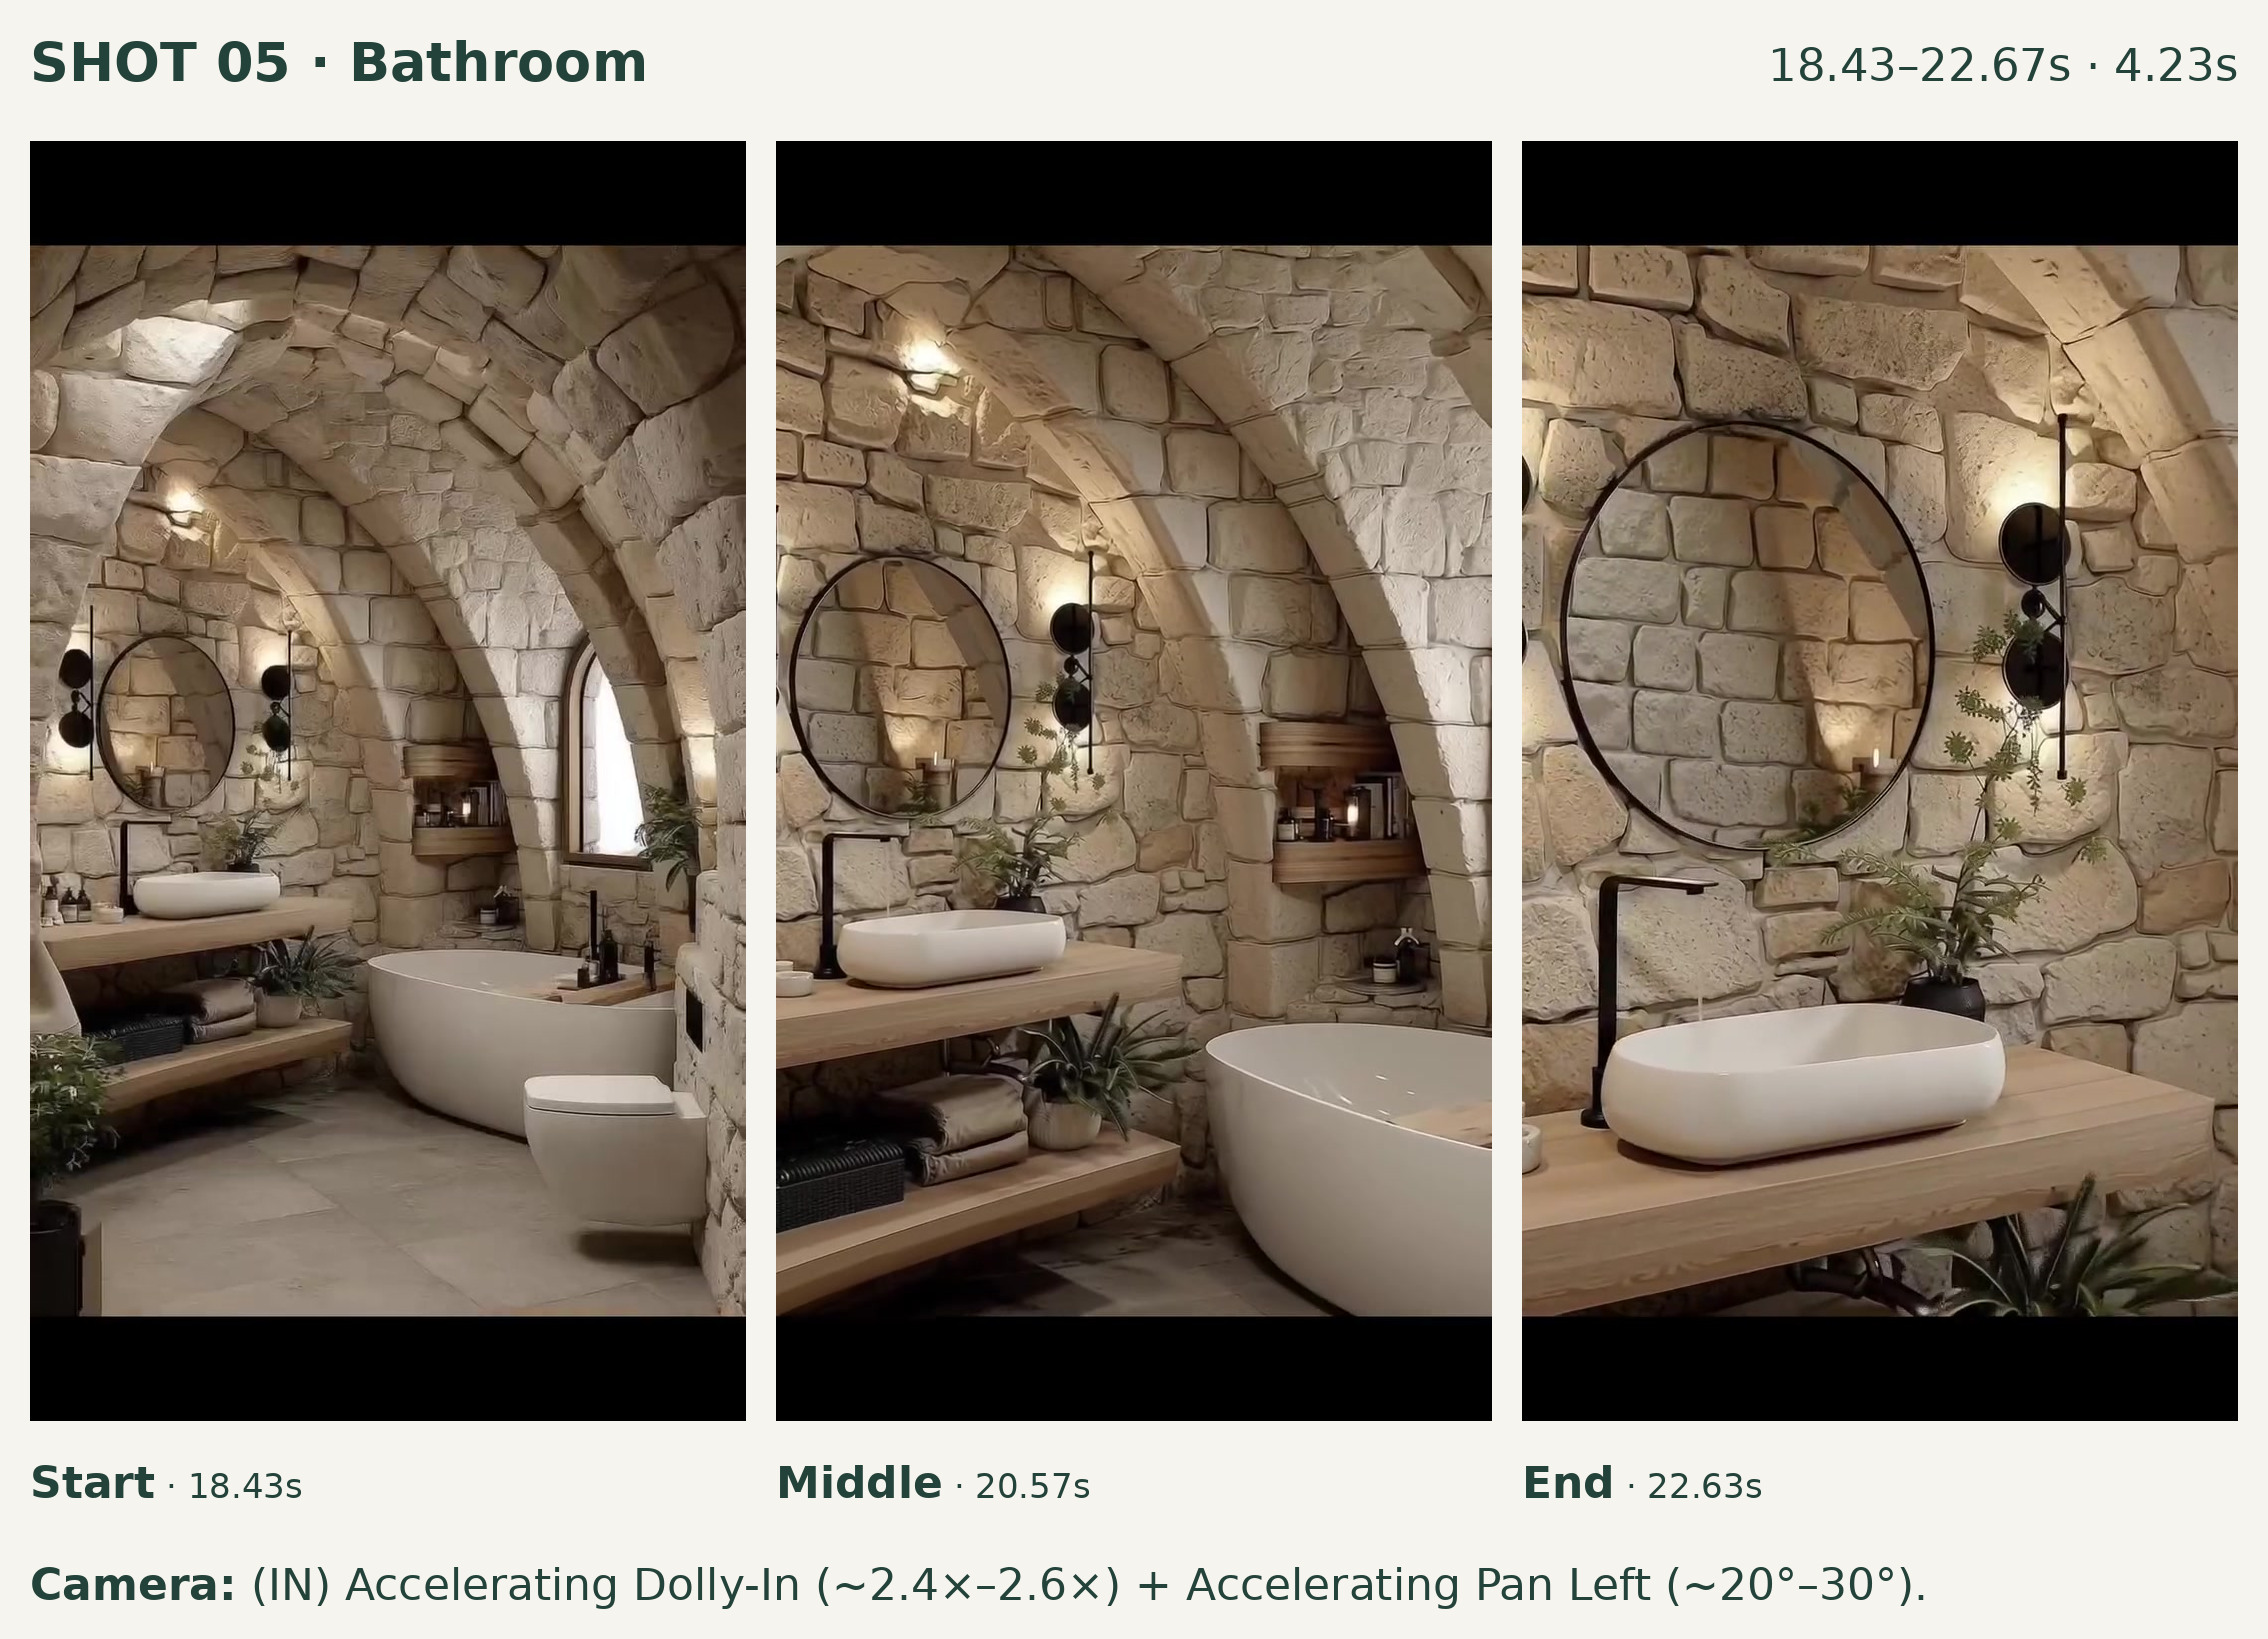 SHOT 05 · Bathroom
18.43–22.67s · 4.23s
Start · 18.43s
Middle · 20.57s
End · 22.63s
Camera: (IN) Accelerating Dolly-In (~2.4×–2.6×) + Accelerating Pan Left (~20°–30°).